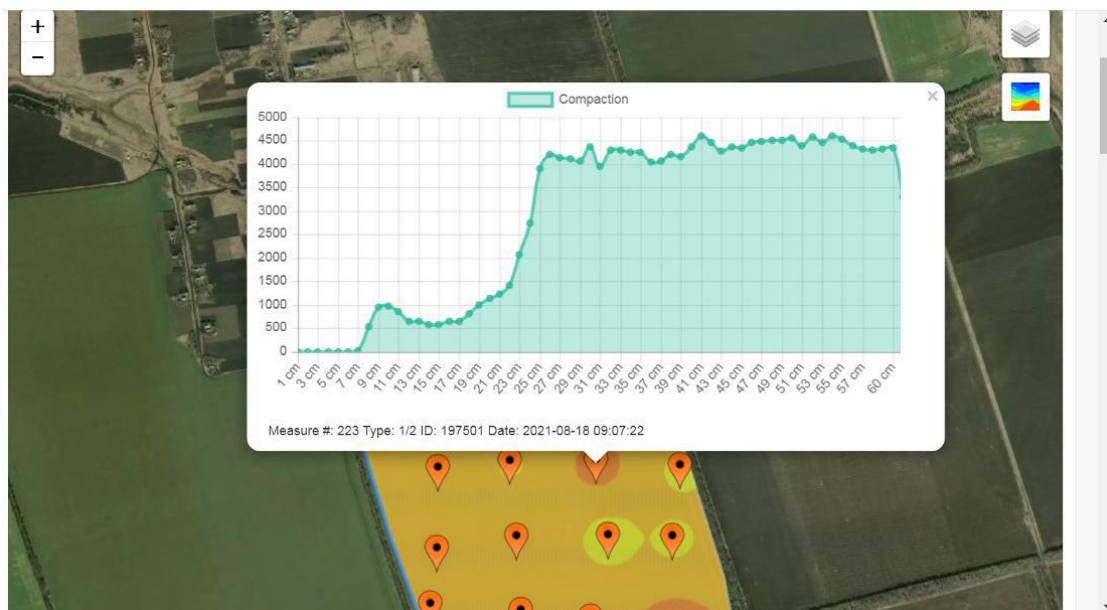 +
−
Compaction
×
5000
4500
4000
3500
3000
2500
2000
1500
1000
500
0
1 cm
3 cm
5 cm
7 cm
9 cm
11 cm
13 cm
15 cm
17 cm
19 cm
21 cm
23 cm
25 cm
27 cm
29 cm
31 cm
33 cm
35 cm
37 cm
39 cm
41 cm
43 cm
45 cm
47 cm
49 cm
51 cm
53 cm
55 cm
57 cm
60 cm
Measure #: 223 Type: 1/2 ID: 197501 Date: 2021-08-18 09:07:22